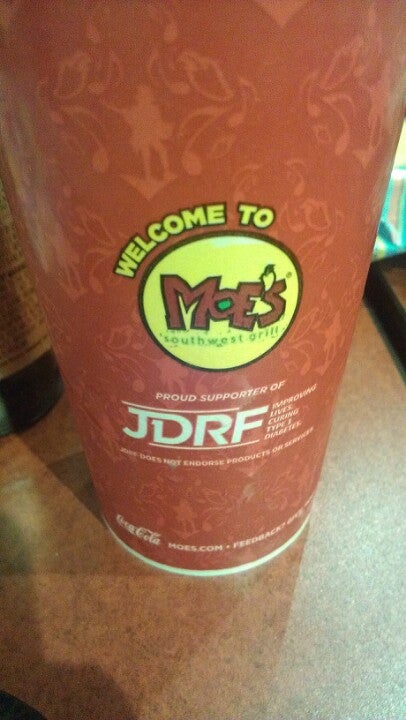 WELCOME TO
MOE'S
southwest grill
PROUD SUPPORTER OF
JDRF
IMPROVING
LIVES.
CURING
TYPE 1
DIABETES.
JDRF DOES NOT ENDORSE PRODUCTS OR SERVICES
Coca-Cola MOES.COM • FEEDBACK?